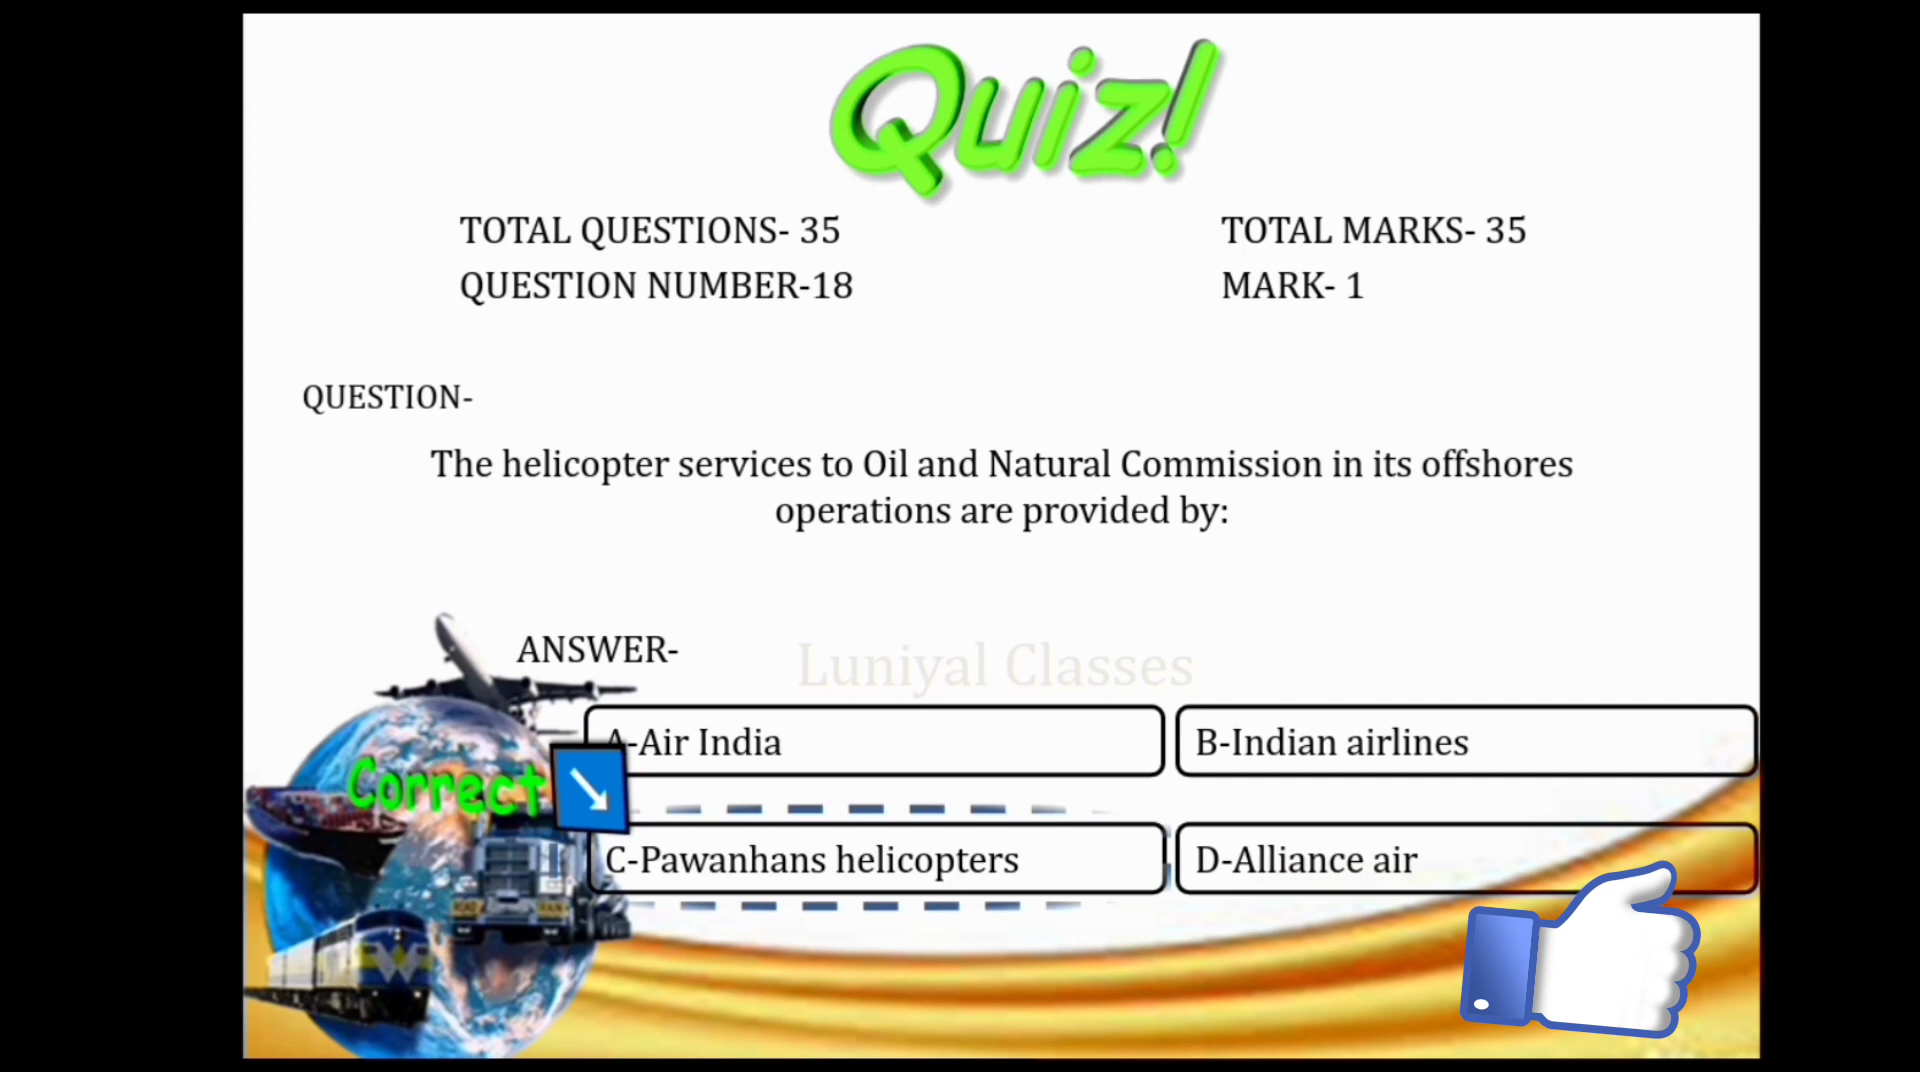 Quiz!
TOTAL QUESTIONS- 35
TOTAL MARKS- 35
QUESTION NUMBER-18
MARK- 1
QUESTION-
The helicopter services to Oil and Natural Commission in its offshores
operations are provided by:
ANSWER-
Luniyal Classes
A-Air India
B-Indian airlines
Correct
C-Pawanhans helicopters
D-Alliance air